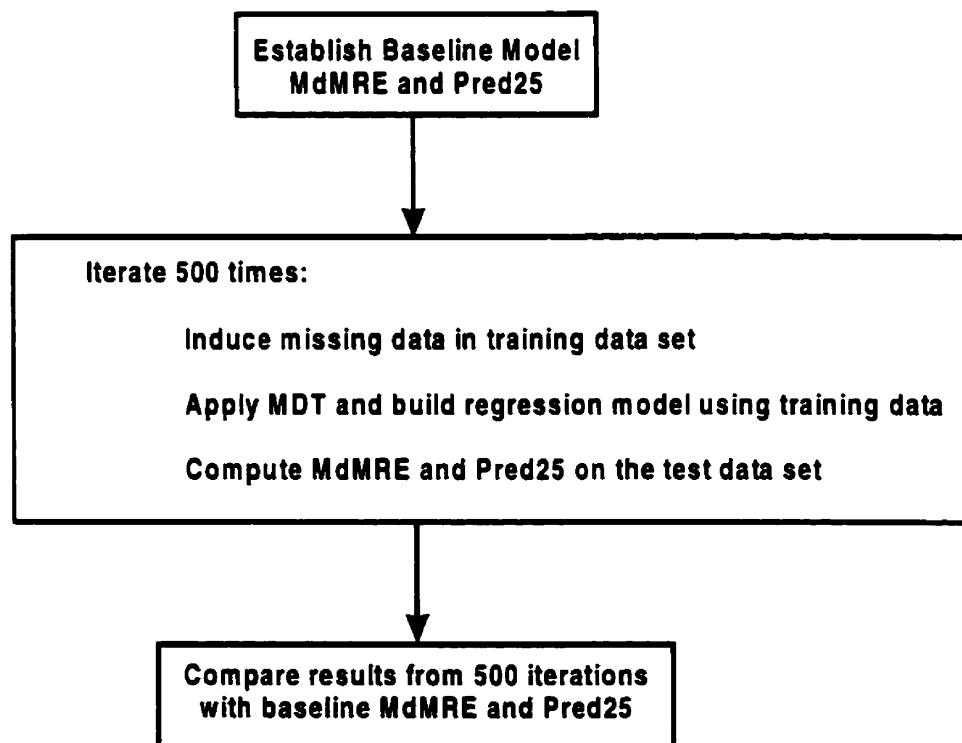 Establish Baseline Model
MdMRE and Pred25
Iterate 500 times:
Induce missing data in training data set
Apply MDT and build regression model using training data
Compute MdMRE and Pred25 on the test data set
Compare results from 500 iterations
with baseline MdMRE and Pred25